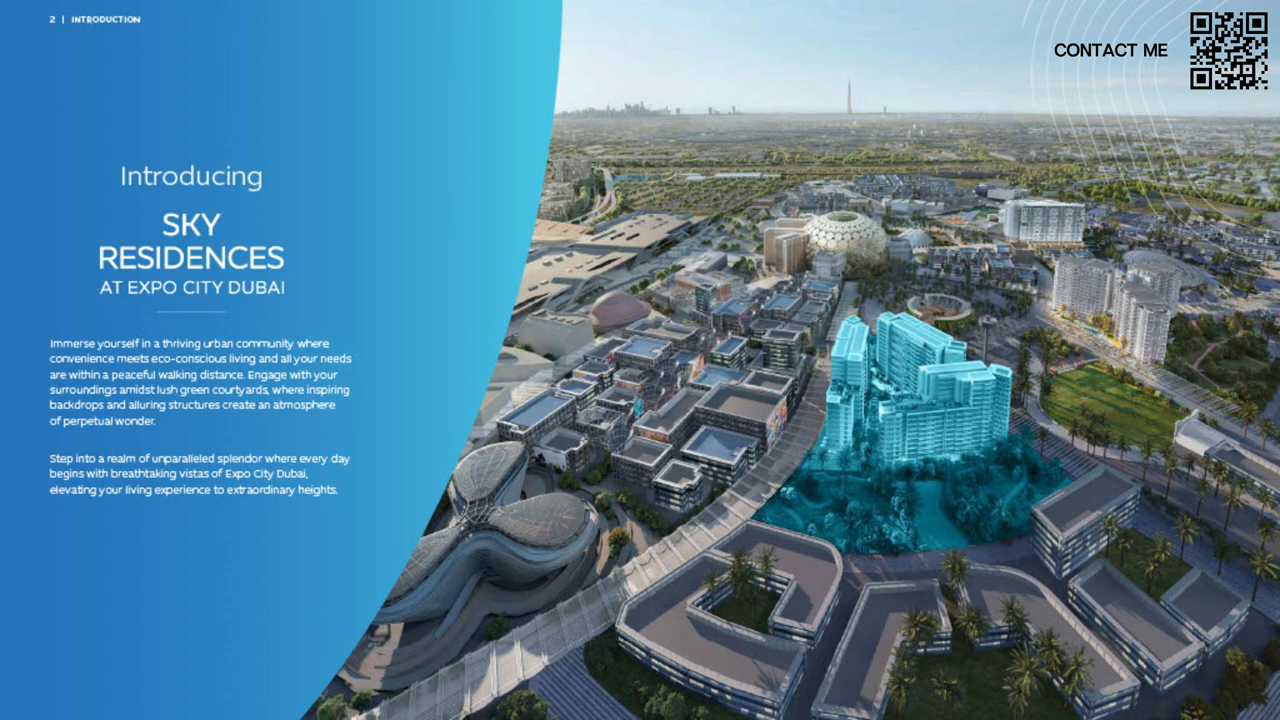 2 | INTRODUCTION
CONTACT ME
Introducing
SKY
RESIDENCES
AT EXPO CITY DUBAI
Immerse yourself in a thriving urban community where
convenience meets eco-conscious living and all your needs
are within a peaceful walking distance. Engage with your
surroundings amidst lush green courtyards, where inspiring
backdrops and alluring structures create an atmosphere
of perpetual wonder.
Step into a realm of unparalleled splendor where every day
begins with breathtaking vistas of Expo City Dubai,
elevating your living experience to extraordinary heights.